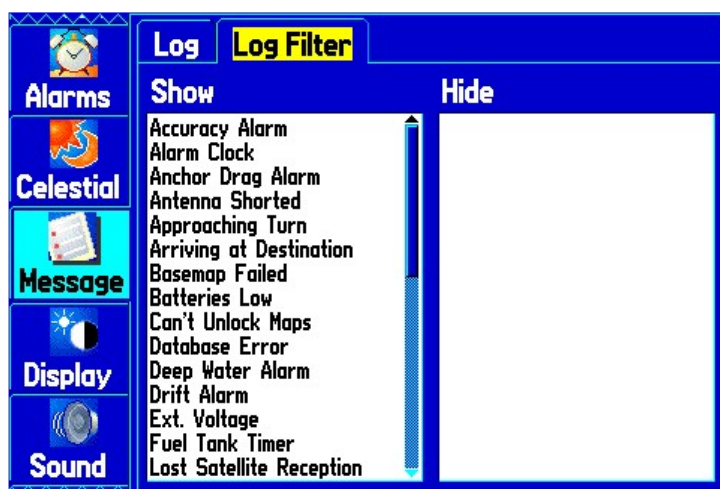 Log Log Filter
Alarms
Celestial
Message
Display
Sound
Show
Accuracy Alarm
Alarm Clock
Anchor Drag Alarm
Antenna Shorted
Approaching Turn
Arriving at Destination
Basemap Failed
Batteries Low
Can't Unlock Maps
Database Error
Deep Water Alarm
Drift Alarm
Ext. Voltage
Fuel Tank Timer
Lost Satellite Reception
Hide